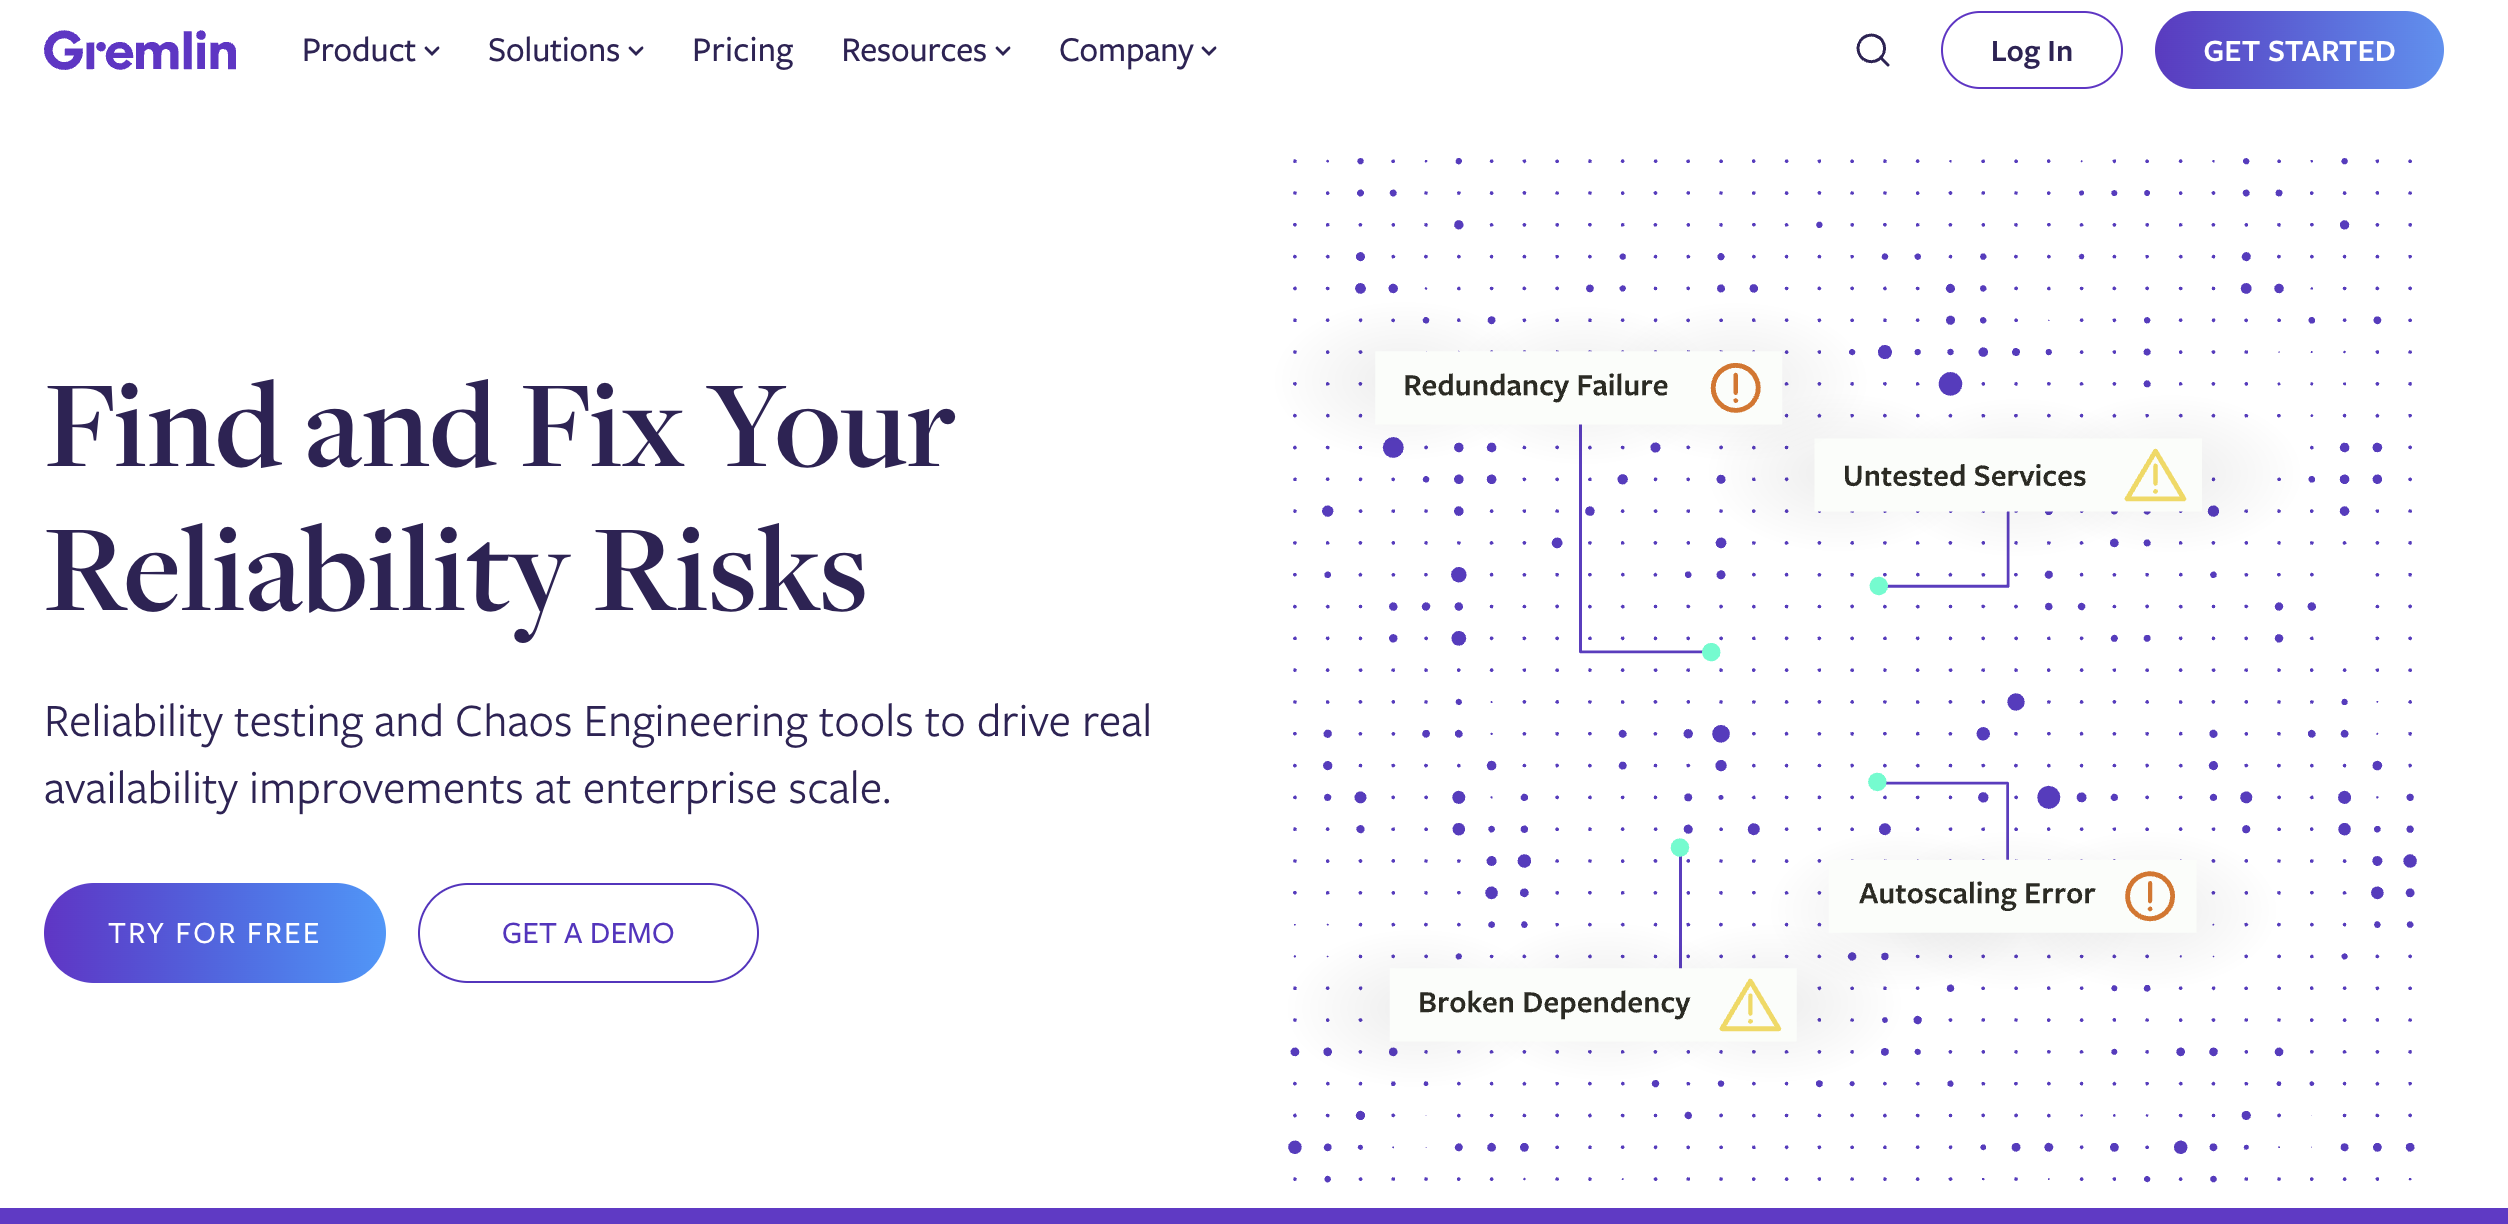 Gremlin
Product
Solutions
Pricing
Resources
Company
Log In
GET STARTED
Find and Fix Your
Reliability Risks
Reliability testing and Chaos Engineering tools to drive real
availability improvements at enterprise scale.
TRY FOR FREE
GET A DEMO
Redundancy Failure
Untested Services
Autoscaling Error
Broken Dependency